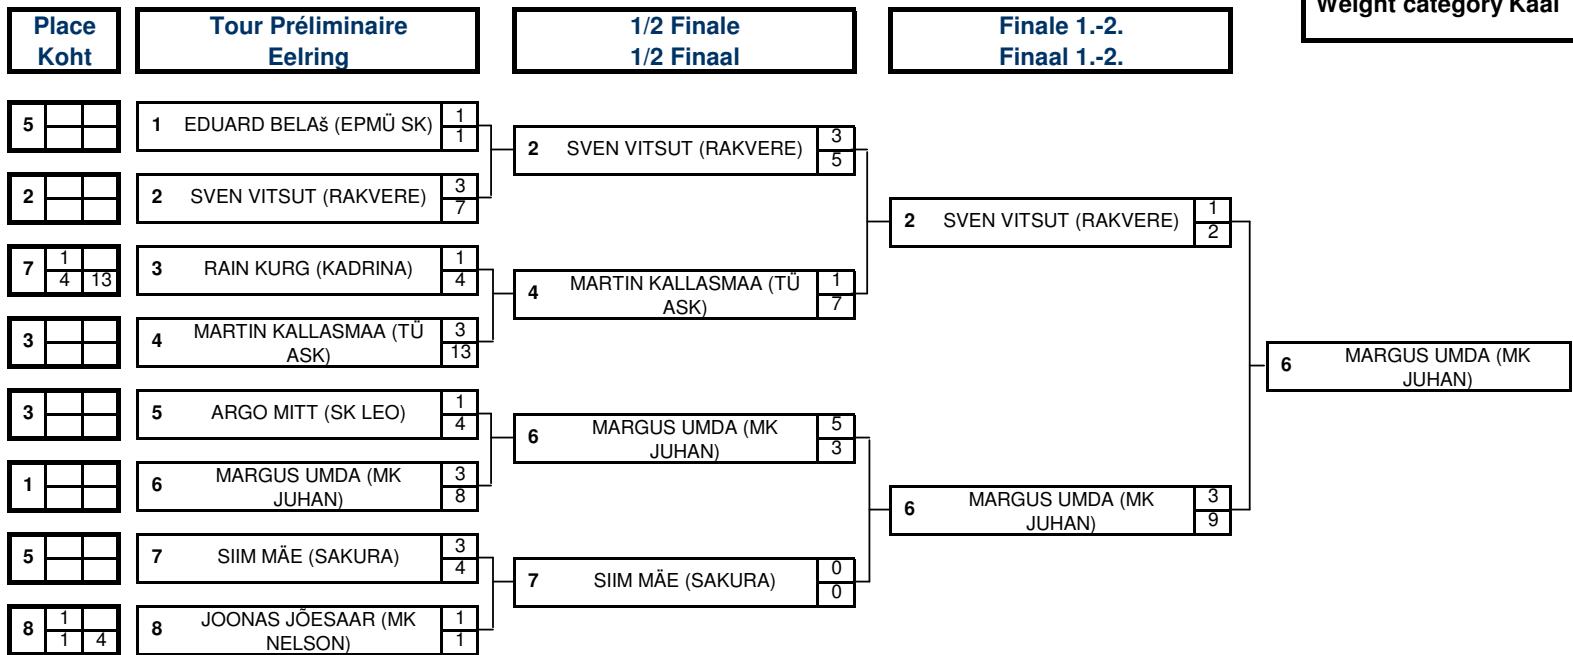 Weight category Kaal
Place Tour Préliminaire 1/2 Finale Finale 1.-2.
Koht Eelring 1/2 Finaal Finaal 1.-2.
5 1 EDUARD BELAš (EPMÜ SK) 1
1
2 SVEN VITSUT (RAKVERE) 3
5
2 2 SVEN VITSUT (RAKVERE) 3
7
2 SVEN VITSUT (RAKVERE) 1
2
7 1 3 RAIN KURG (KADRINA) 1
4 13 4
4 MARTIN KALLASMAA (TÜ 1
ASK) 7
3 4 MARTIN KALLASMAA (TÜ 3
ASK) 13
6 MARGUS UMDA (MK
JUHAN)
3 5 ARGO MITT (SK LEO) 1
4
6 MARGUS UMDA (MK 5
JUHAN) 3
1 6 MARGUS UMDA (MK 3
JUHAN) 8
6 MARGUS UMDA (MK 3
JUHAN) 9
5 7 SIIM MÄE (SAKURA) 3
4
7 SIIM MÄE (SAKURA) 0
0
8 1 8 JOONAS JÕESAAR (MK 1
1 4 NELSON) 1